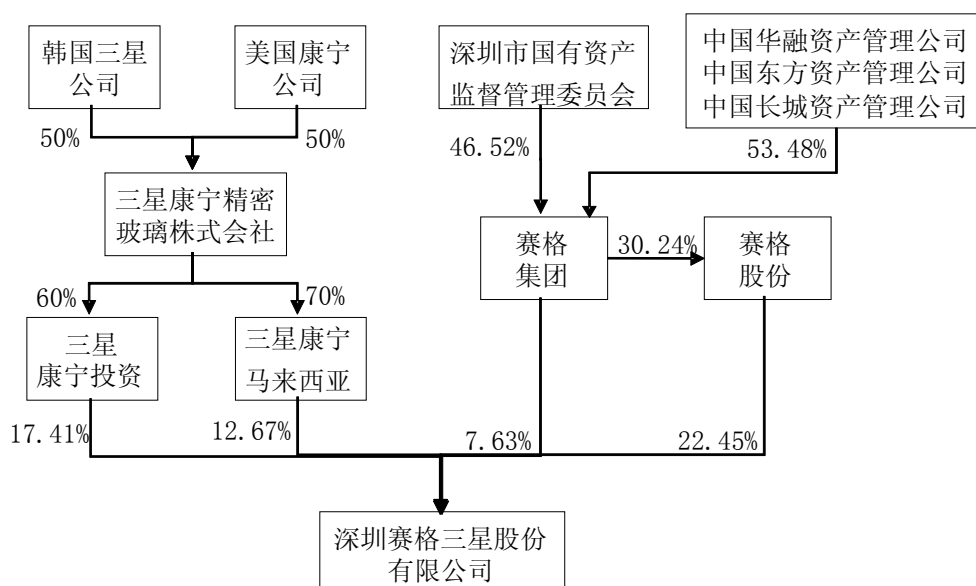 韩国三星
公司
美国康宁
公司
深圳市国有资产
监督管理委员会
中国华融资产管理公司
中国东方资产管理公司
中国长城资产管理公司
50%
50%
46.52%
53.48%
三星康宁精密
玻璃株式会社
赛格
集团
30.24%
赛格
股份
60%
70%
三星
康宁投资
三星康宁
马来西亚
17.41%
12.67%
7.63%
22.45%
深圳赛格三星股份
有限公司